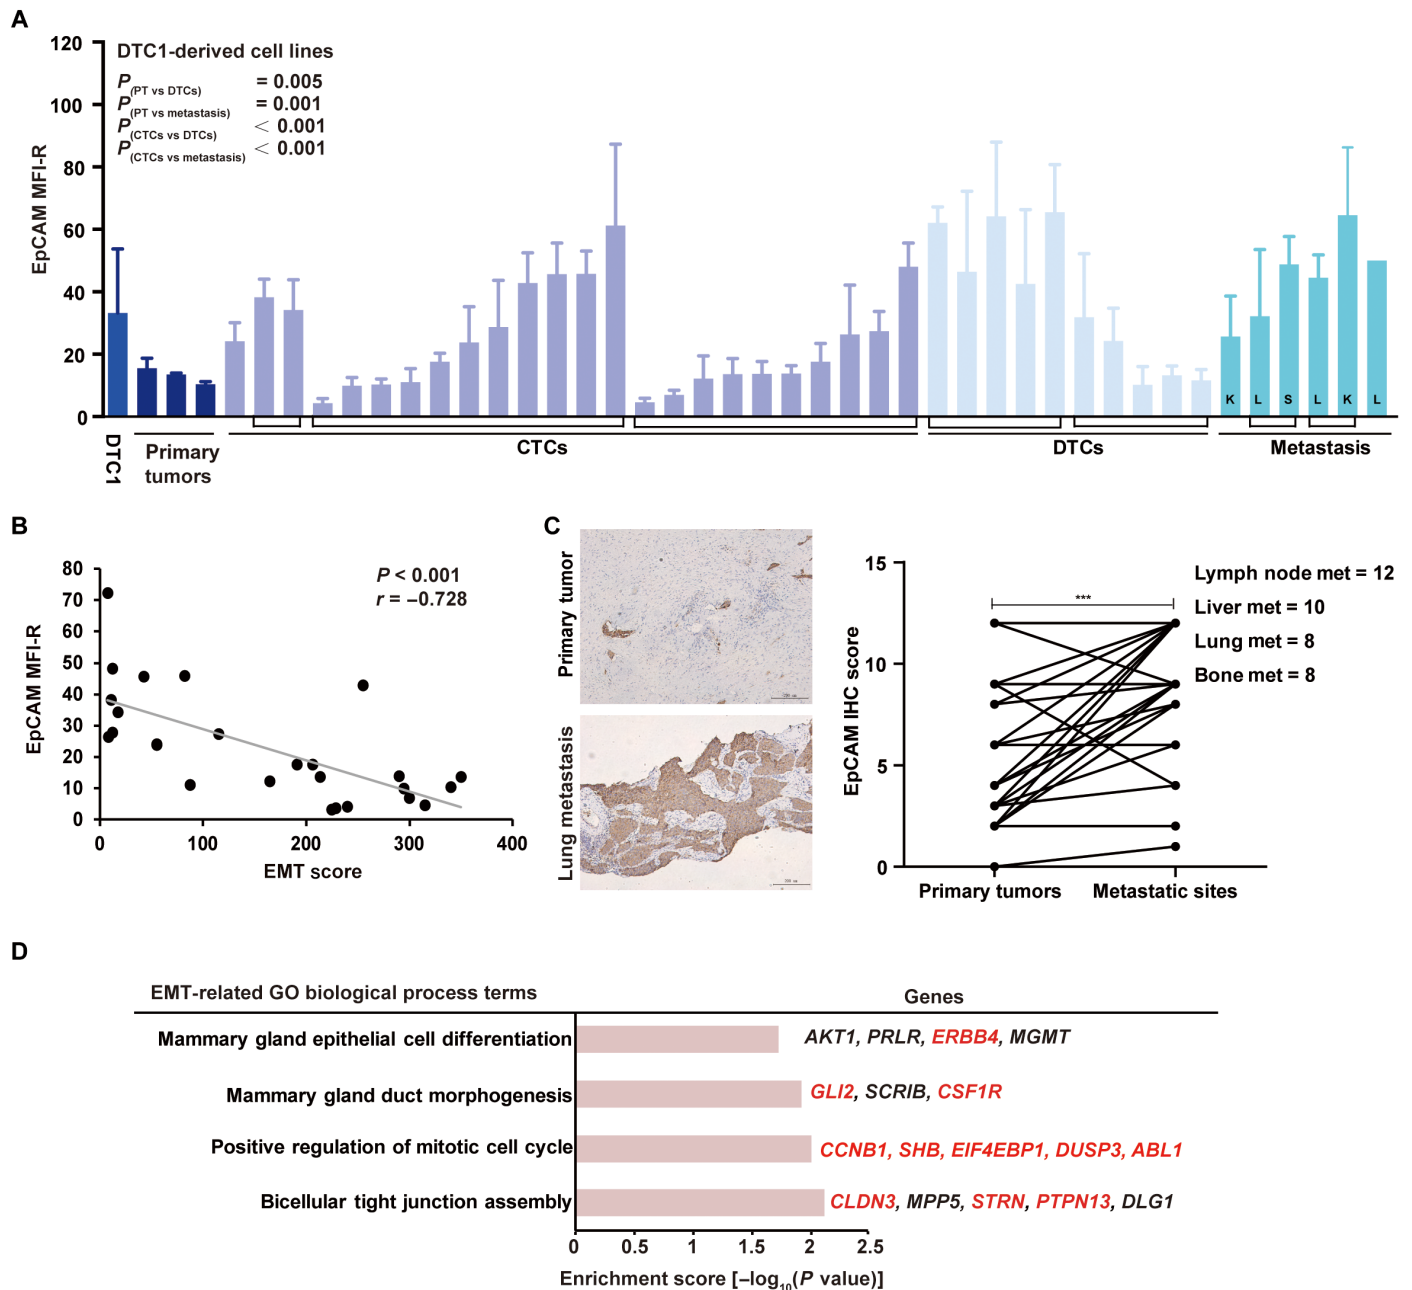 A
120
100
80
60
40
20
0
EpCAM MFI-R
DTC1-derived cell lines
P(PT vs DTCs) = 0.005
P(PT vs metastasis) = 0.001
P(CTCs vs DTCs) < 0.001
P(CTCs vs metastasis) < 0.001
K L S L K L
DTC1
Primary tumors
CTCs
DTCs
Metastasis
B
80
70
60
50
40
30
20
10
0
EpCAM MFI-R
P < 0.001
r = −0.728
0 100 200 300 400
EMT score
C
Primary tumor
Lung metastasis
15
10
5
0
EpCAM IHC score
***
Lymph node met = 12
Liver met = 10
Lung met = 8
Bone met = 8
Primary tumors Metastatic sites
D
EMT-related GO biological process terms Genes
Mammary gland epithelial cell differentiation AKT1, PRLR, ERBB4, MGMT
Mammary gland duct morphogenesis GLI2, SCRIB, CSF1R
Positive regulation of mitotic cell cycle CCNB1, SHB, EIF4EBP1, DUSP3, ABL1
Bicellular tight junction assembly CLDN3, MPP5, STRN, PTPN13, DLG1
0 0.5 1 1.5 2 2.5
Enrichment score [–log10(P value)]